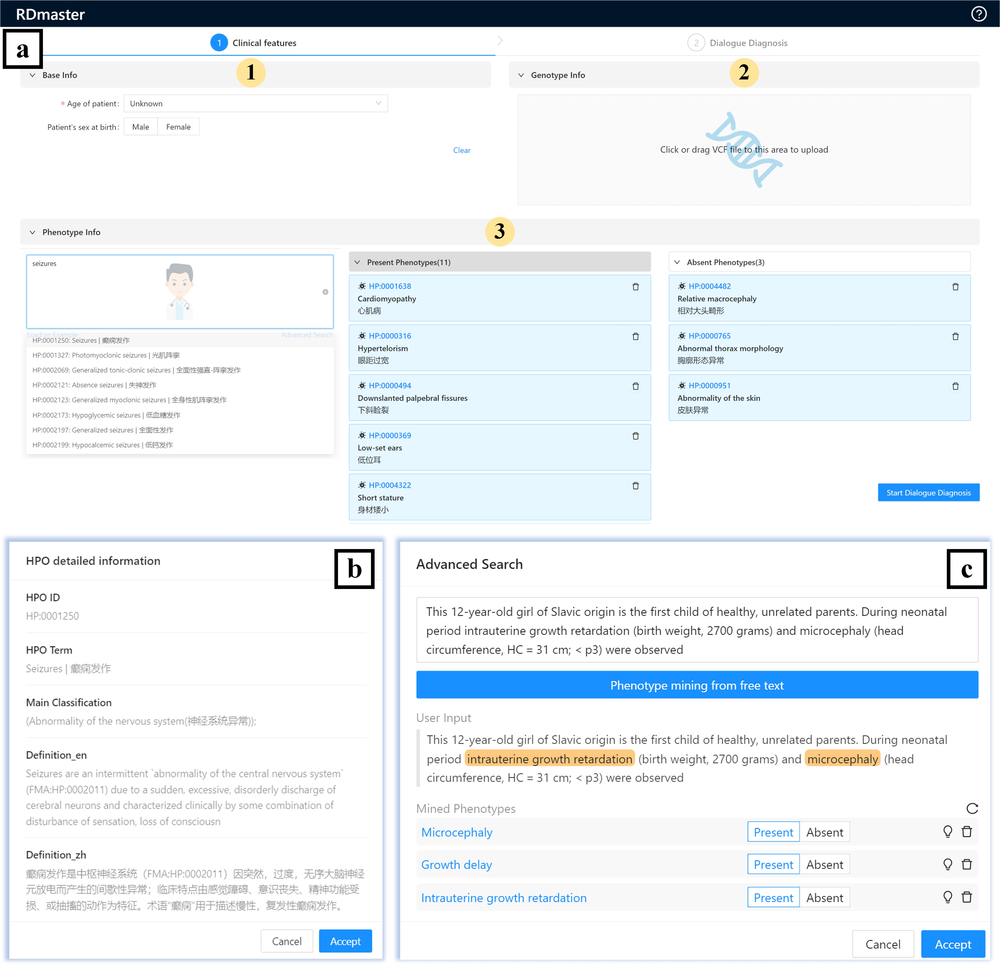 RDmaster
?
a
1 Clinical features
2 Dialogue Diagnosis
Base Info
1
* Age of patient:
Unknown
Patient's sex at birth:
Male
Female
Clear
Genotype Info
2
Click or drag VCF file to this area to upload
Phenotype Info
3
seizures
Load an Example
Advanced Search
HP:0001250: Seizures | 癫痫发作
HP:0001327: Photomyoclonic seizures | 光肌阵挛
HP:0002069: Generalized tonic-clonic seizures | 全面性强直-阵挛发作
HP:0002121: Absence seizures | 失神发作
HP:0002123: Generalized myoclonic seizures | 全身性肌阵挛发作
HP:0002173: Hypoglycemic seizures | 低血糖发作
HP:0002197: Generalized seizures | 全面性发作
HP:0002199: Hypocalcemic seizures | 低钙发作
Present Phenotypes(11)
HP:0001638
Cardiomyopathy
心肌病
HP:0000316
Hypertelorism
眼距过宽
HP:0000494
Downslanted palpebral fissures
下斜睑裂
HP:0000369
Low-set ears
低位耳
HP:0004322
Short stature
身材矮小
Absent Phenotypes(3)
HP:0004482
Relative macrocephaly
相对大头畸形
HP:0000765
Abnormal thorax morphology
胸廓形态异常
HP:0000951
Abnormality of the skin
皮肤异常
Start Dialogue Diagnosis
HPO detailed information
b
HPO ID
HP:0001250
HPO Term
Seizures | 癫痫发作
Main Classification
(Abnormality of the nervous system(神经系统异常));
Definition_en
Seizures are an intermittent `abnormality of the central nervous system`
(FMA:HP:0002011) due to a sudden, excessive, disorderly discharge of
cerebral neurons and characterized clinically by some combination of
disturbance of sensation, loss of consciousn
Definition_zh
癫痫发作是中枢神经系统（FMA:HP:0002011）因突然，过度，无序大脑神经
元放电而产生的间歇性异常；临床特点由感觉障碍、意识丧失、精神功能受
损、或抽搐的动作为特征。术语“癫痫”用于描述慢性，复发性癫痫发作。
Cancel
Accept
Advanced Search
c
This 12-year-old girl of Slavic origin is the first child of healthy, unrelated parents. During neonatal
period intrauterine growth retardation (birth weight, 2700 grams) and microcephaly (head
circumference, HC = 31 cm; < p3) were observed
Phenotype mining from free text
User Input
This 12-year-old girl of Slavic origin is the first child of healthy, unrelated parents. During neonatal
period intrauterine growth retardation (birth weight, 2700 grams) and microcephaly (head
circumference, HC = 31 cm; < p3) were observed
Mined Phenotypes
Microcephaly
Present
Absent
Growth delay
Present
Absent
Intrauterine growth retardation
Present
Absent
Cancel
Accept